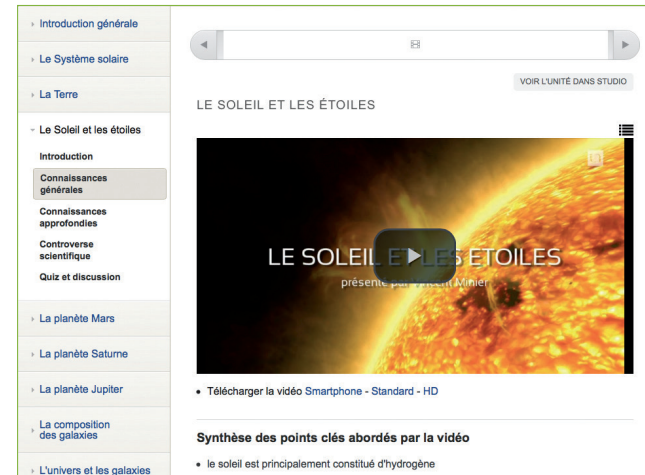 Introduction générale
Le Système solaire
La Terre
Le Soleil et les étoiles
Introduction
Connaissances
générales
Connaissances
approfondies
Controverse
scientifique
Quiz et discussion
La planète Mars
La planète Saturne
La planète Jupiter
La composition
des galaxies
L'univers et les galaxies
VOIR L'UNITÉ DANS STUDIO
LE SOLEIL ET LES ÉTOILES
LE SOLEIL ET LES ETOILES
présenté par Vincent Minier
• Télécharger la vidéo Smartphone - Standard - HD
Synthèse des points clés abordés par la vidéo
• le soleil est principalement constitué d'hydrogène